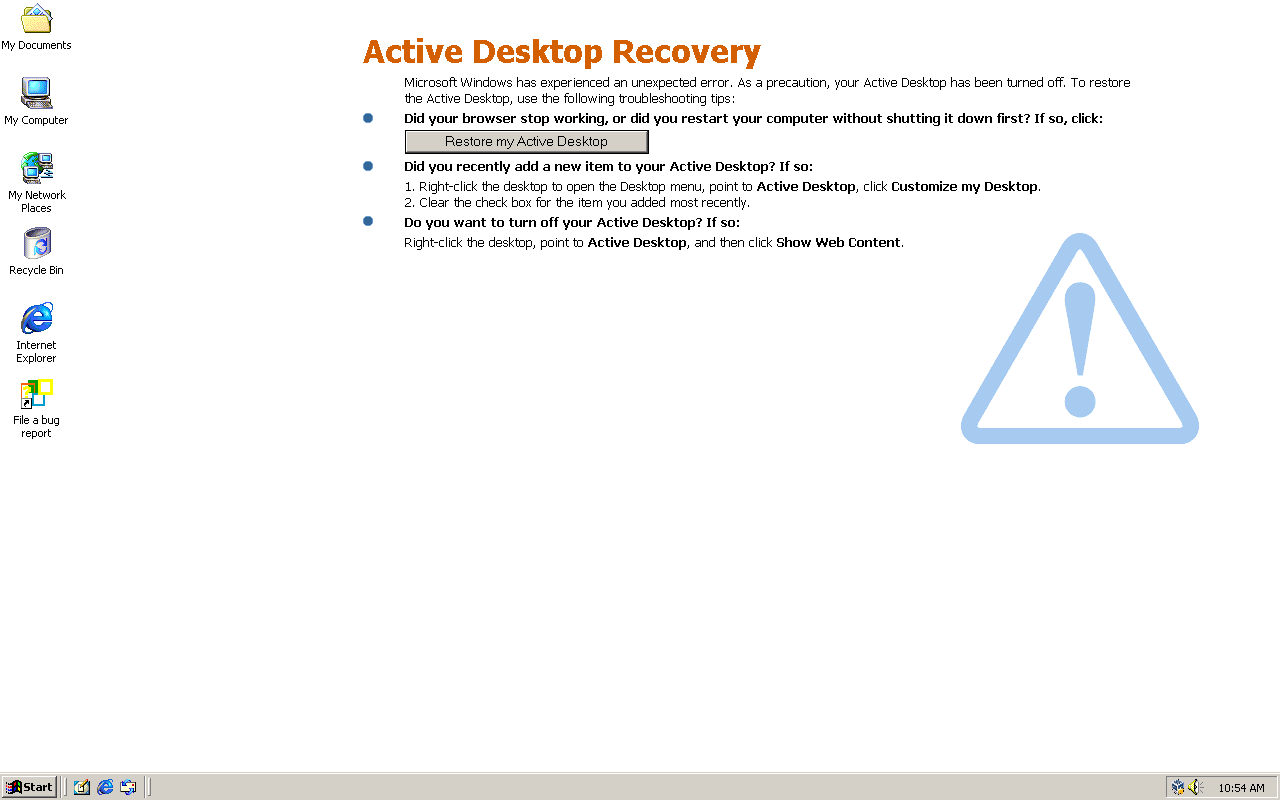 My Documents
My Computer
My Network
Places
Recycle Bin
Internet
Explorer
File a bug
report
Active Desktop Recovery
Microsoft Windows has experienced an unexpected error. As a precaution, your Active Desktop has been turned off. To restore
the Active Desktop, use the following troubleshooting tips:
Did your browser stop working, or did you restart your computer without shutting it down first? If so, click:
Restore my Active Desktop
Did you recently add a new item to your Active Desktop? If so:
1. Right-click the desktop to open the Desktop menu, point to Active Desktop, click Customize my Desktop.
2. Clear the check box for the item you added most recently.
Do you want to turn off your Active Desktop? If so:
Right-click the desktop, point to Active Desktop, and then click Show Web Content.
Start
10:54 AM